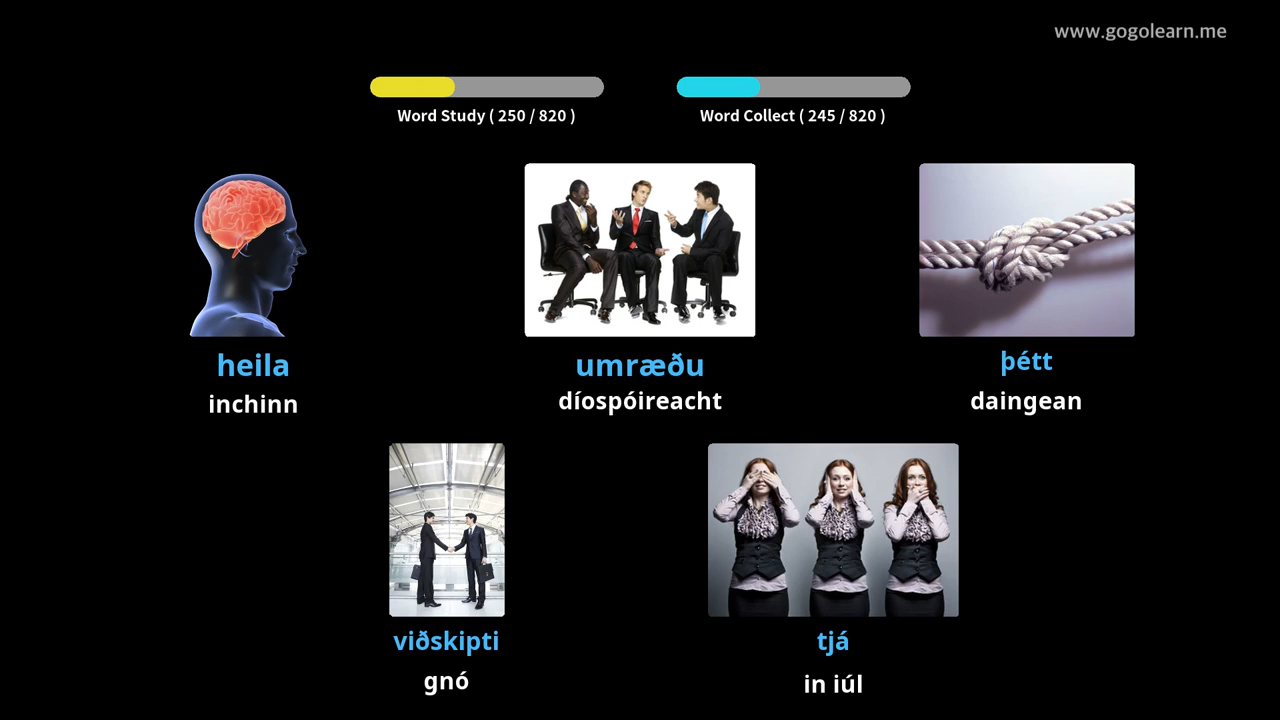 www.gogolearn.me
Word Study ( 250 / 820 )
Word Collect ( 245 / 820 )
heila
inchinn
umræðu
díospóireacht
þétt
daingean
viðskipti
gnó
tjá
in iúl